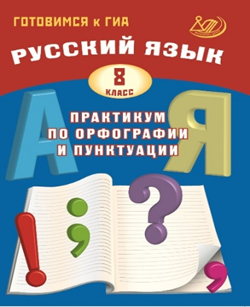 ГОТОВИМСЯ К ГИА
РУССКИЙ ЯЗЫК
8
КЛАСС
А Я
ПРАКТИКУМ
ПО ОРФОГРАФИИ
И ПУНКТУАЦИИ
! ; ? ,